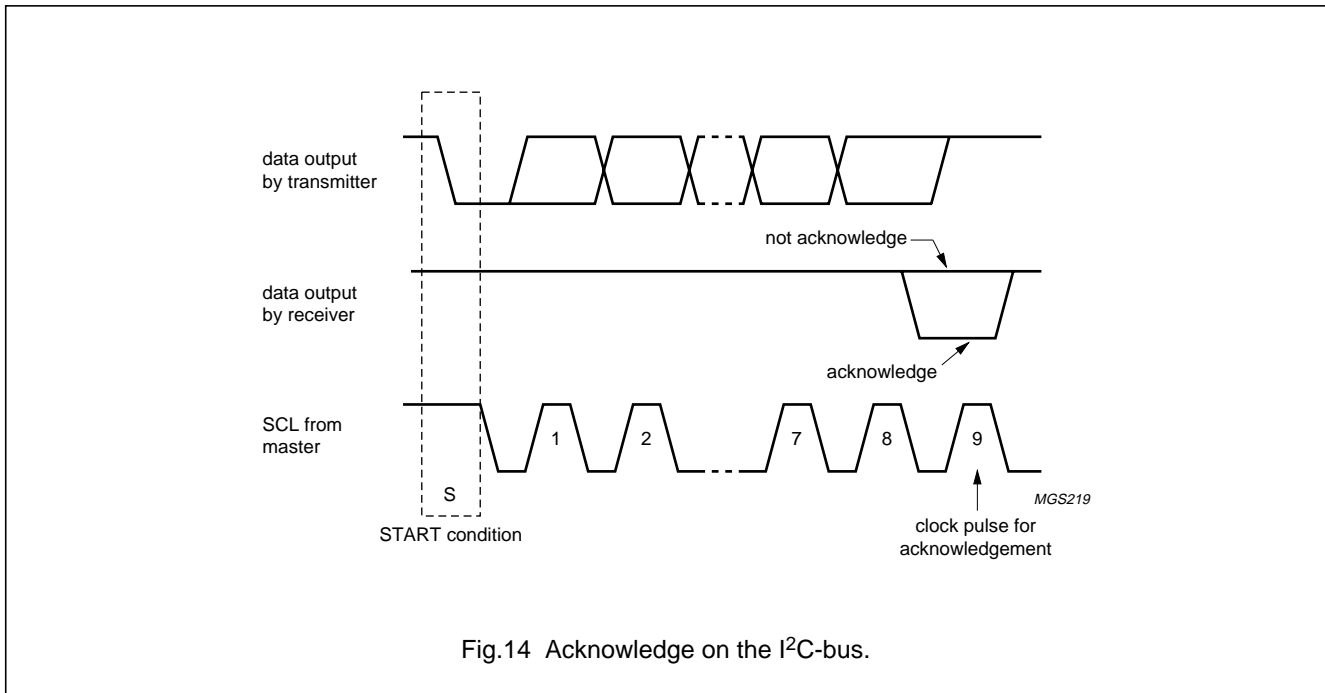 data output
by transmitter
not acknowledge
data output
by receiver
acknowledge
SCL from
master
1
2
7
8
9
S
MGS219
START condition
clock pulse for
acknowledgement
Fig.14 Acknowledge on the I²C-bus.